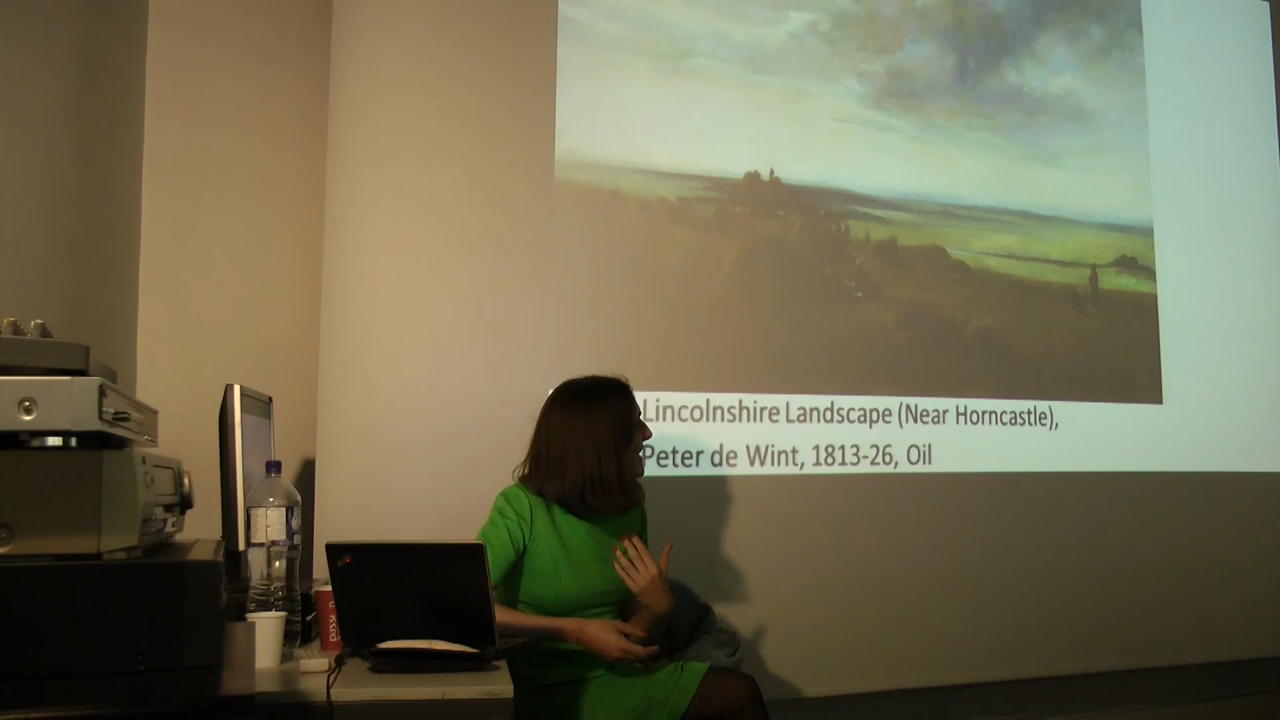 Lincolnshire Landscape (Near Horncastle),
Peter de Wint, 1813-26, Oil